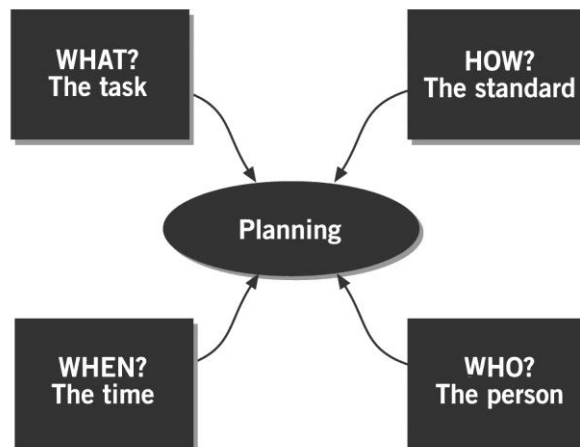 WHAT?
The task
HOW?
The standard
Planning
WHEN?
The time
WHO?
The person